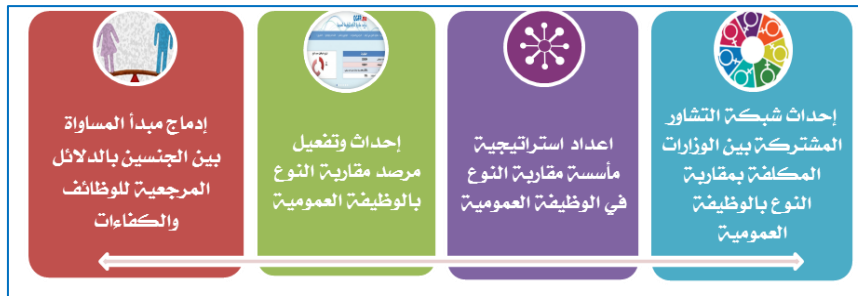 إحداث شبكة التشاور
المشتركة بين الوزارات
المكلفة بمقاربة
النوع بالوظيفة
العمومية
اعداد استراتيجية
مأسسة مقاربة النوع
في الوظيفة العمومية
إحداث وتفعيل
مرصد مقاربة النوع
بالوظيفة العمومية
إدماج مبدأ المساواة
بين الجنسين بالدلائل
المرجعية للوظائف
والكفاءات